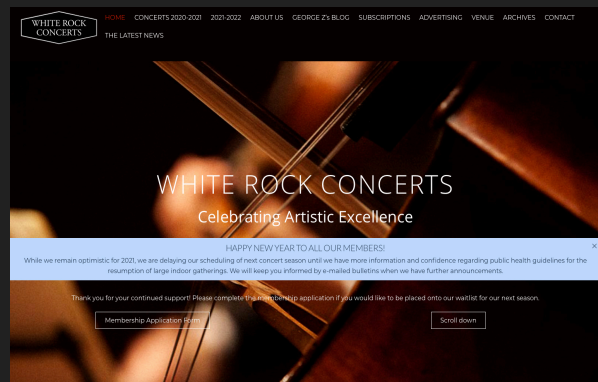 WHITE ROCK
CONCERTS
HOME CONCERTS 2020-2021 2021-2022 ABOUT US GEORGE Z's BLOG SUBSCRIPTIONS ADVERTISING VENUE ARCHIVES CONTACT
THE LATEST NEWS
WHITE ROCK CONCERTS
Celebrating Artistic Excellence
HAPPY NEW YEAR TO ALL OUR MEMBERS!
While we remain optimistic for 2021, we are delaying our scheduling of next concert season until we have more information and confidence regarding public health guidelines for the
resumption of large indoor gatherings. We will keep you informed by e-mailed bulletins when we have further announcements.
Thank you for your continued support! Please complete the membership application if you would like to be placed onto our waitlist for our next season.
Membership Application Form
Scroll down